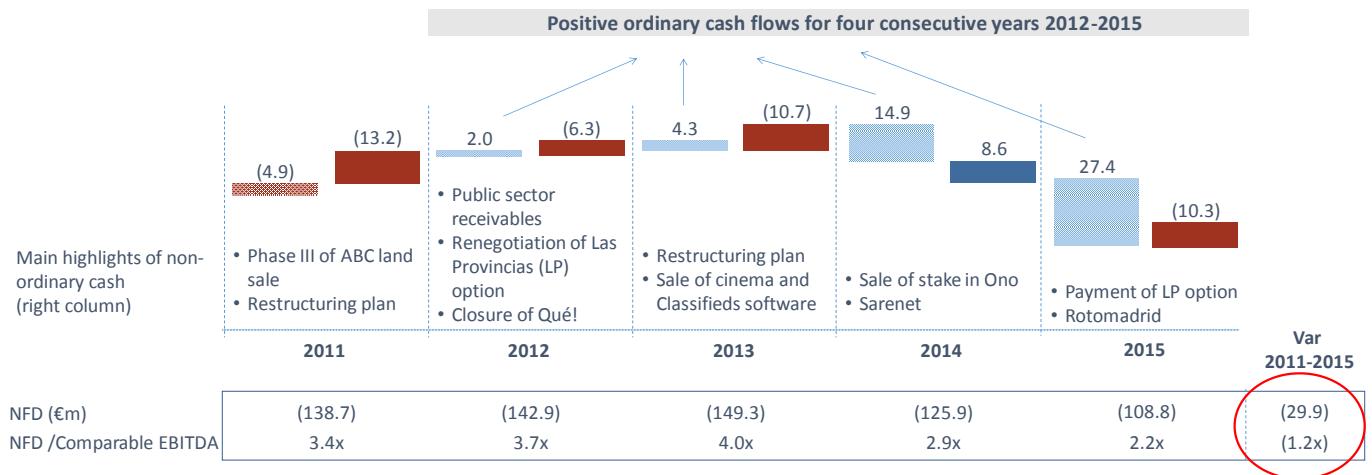 Positive ordinary cash flows for four consecutive years 2012-2015
(4.9)
(13.2)
2.0
(6.3)
4.3
(10.7)
14.9
8.6
27.4
(10.3)
Main highlights of non-
ordinary cash
(right column)
• Phase III of ABC land
sale
• Restructuring plan
• Public sector
receivables
• Renegotiation of Las
Provincias (LP)
option
• Closure of Qué!
• Restructuring plan
• Sale of cinema and
Classifieds software
• Sale of stake in Ono
• Sarenet
• Payment of LP option
• Rotomadrid
2011 2012 2013 2014 2015
Var
2011-2015
NFD (€m) (138.7) (142.9) (149.3) (125.9) (108.8) (29.9)
NFD /Comparable EBITDA 3.4x 3.7x 4.0x 2.9x 2.2x (1.2x)